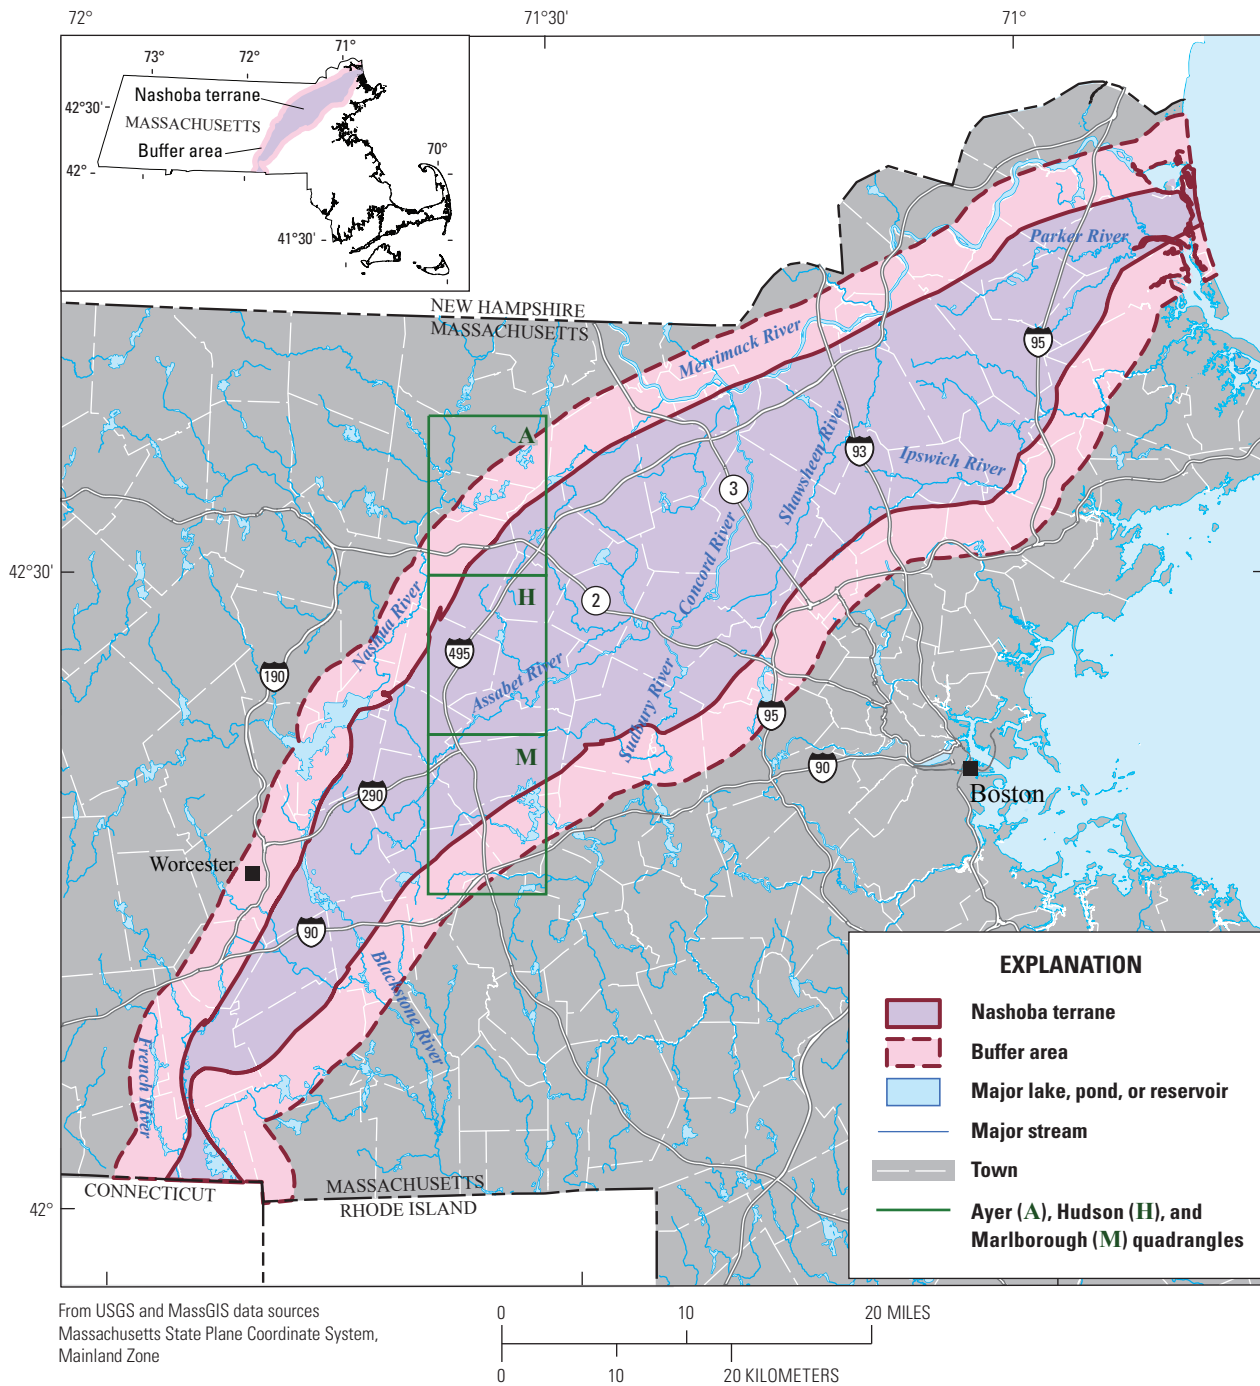 72°
71°30'
71°
73°
72°
71°
42°30'
Nashoba terrane
MASSACHUSETTS
Buffer area
42°
70°
41°30'
Parker River
NEW HAMPSHIRE
MASSACHUSETTS
Merrimack River
95
A
Shawsheen River
93
Ipswich River
3
Concord River
42°30'
H
2
Nashua River
495
190
Assabet River
Sudbury River
95
M
90
290
Boston
Worcester
90
Blackstone River
French River
EXPLANATION
Nashoba terrane
Buffer area
Major lake, pond, or reservoir
Major stream
Town
Ayer (A), Hudson (H), and
Marlborough (M) quadrangles
CONNECTICUT
MASSACHUSETTS
RHODE ISLAND
42°
From USGS and MassGIS data sources
Massachusetts State Plane Coordinate System,
Mainland Zone
0 10 20 MILES
0 10 20 KILOMETERS